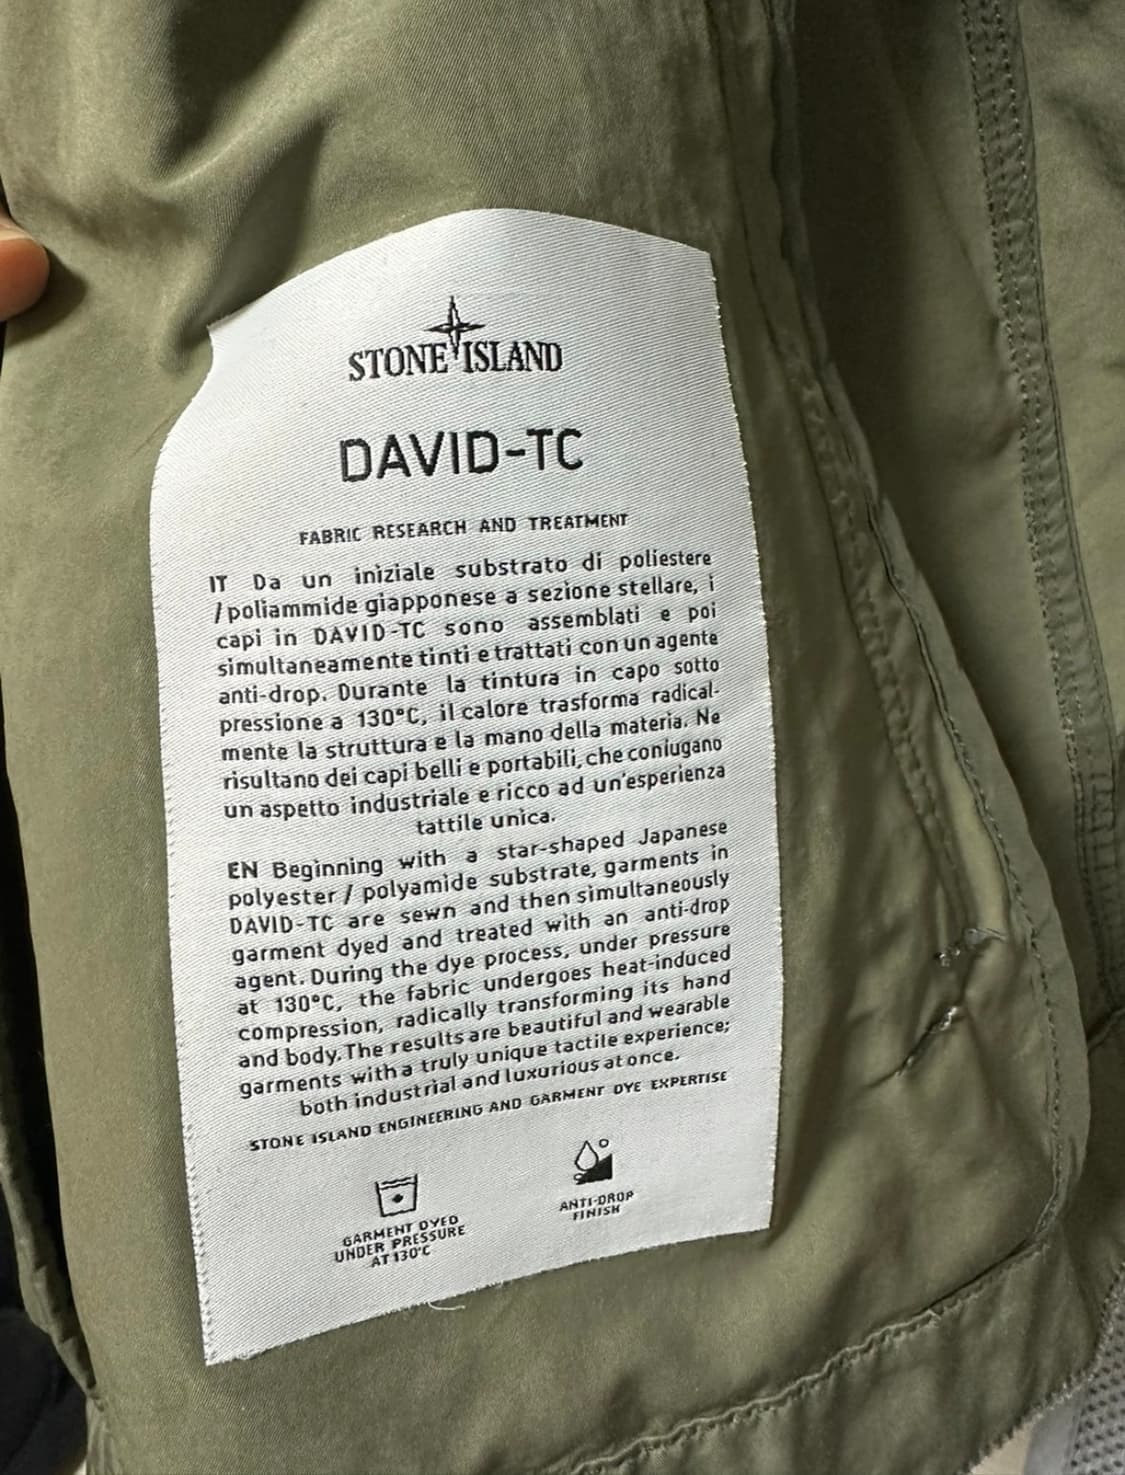 STONE ISLAND
DAVID-TC
FABRIC RESEARCH AND TREATMENT
IT Da un iniziale substrato di poliestere
/poliammide giapponese a sezione stellare, i
capi in DAVID-TC sono assemblati e poi
simultaneamente tinti e trattati con un agente
anti-drop. Durante la tintura in capo sotto
pressione a 130°C, il calore trasforma radical-
mente la struttura e la mano della materia. Ne
risultano dei capi belli e portabili, che coniugano
un aspetto industriale e ricco ad un'esperienza
tattile unica.
EN Beginning with a star-shaped Japanese
polyester / polyamide substrate, garments in
DAVID-TC are sewn and then simultaneously
garment dyed and treated with an anti-drop
agent. During the dye process, under pressure
at 130°C, the fabric undergoes heat-induced
compression, radically transforming its hand
and body. The results are beautiful and wearable
garments with a truly unique tactile experience;
both industrial and luxurious at once.
STONE ISLAND ENGINEERING AND GARMENT DYE EXPERTISE
GARMENT DYED
UNDER PRESSURE
AT 130°C
ANTI-DROP
FINISH